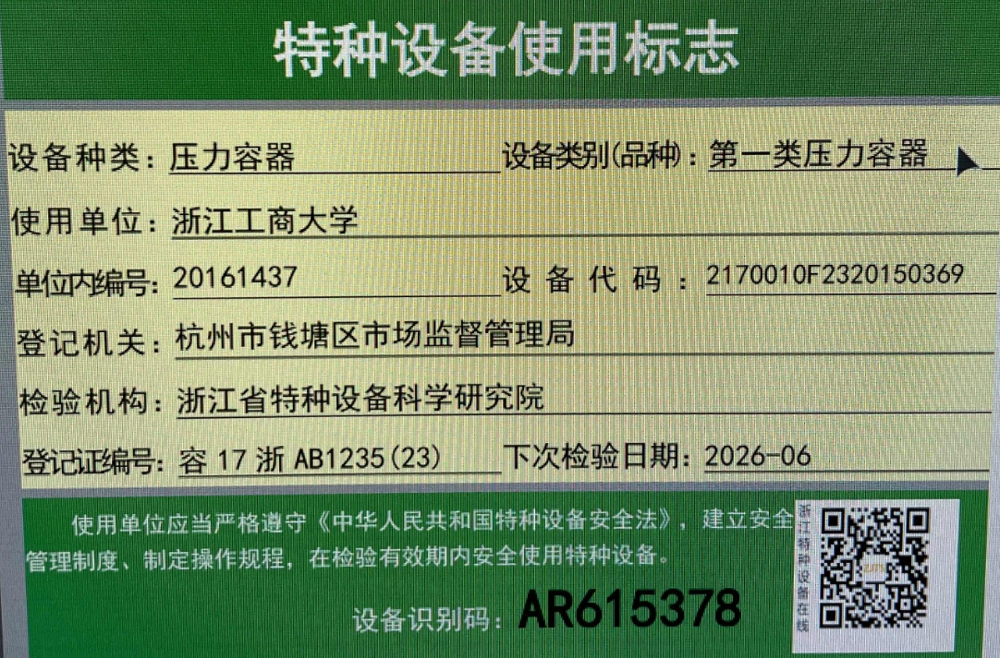 特种设备使用标志
设备种类：压力容器 设备类别(品种)：第一类压力容器
使用单位：浙江工商大学
单位内编号：20161437 设备代码：2170010F2320150369
登记机关：杭州市钱塘区市场监督管理局
检验机构：浙江省特种设备科学研究院
登记证编号：容 17 浙 AB1235(23) 下次检验日期：2026-06
使用单位应当严格遵守《中华人民共和国特种设备安全法》，建立安全
管理制度、制定操作规程，在检验有效期内安全使用特种设备。
设备识别码：AR615378
浙江特种设备在线